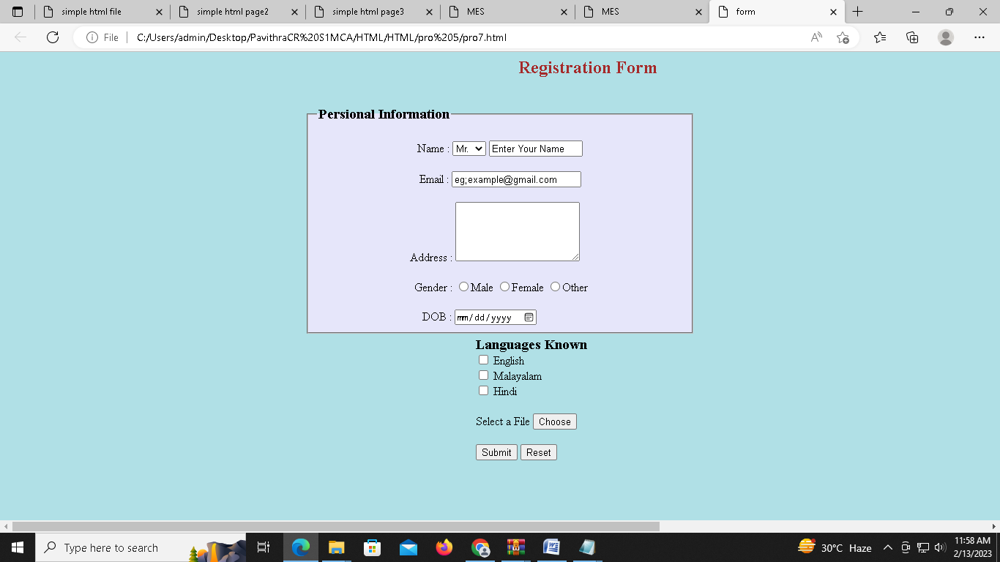 simple html file simple html page2 simple html page3 MES MES form
File C:/Users/admin/Desktop/PavithraCR%20S1MCA/HTML/HTML/pro%205/pro7.html
Registration Form
Persional Information
Name : Mr. Enter Your Name
Email : eg;example@gmail.com
Address :
Gender : Male Female Other
DOB : mm/dd/yyyy
Languages Known
English
Malayalam
Hindi
Select a File Choose
Submit Reset
Type here to search 30°C Haze 11:58 AM
2/13/2023